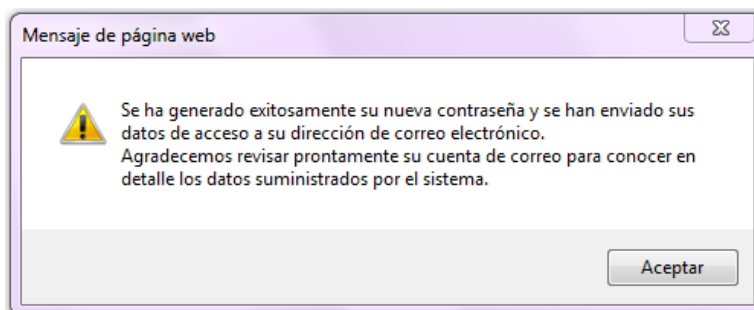 Mensaje de página web
Se ha generado exitosamente su nueva contraseña y se han enviado sus
datos de acceso a su dirección de correo electrónico.
Agradecemos revisar prontamente su cuenta de correo para conocer en
detalle los datos suministrados por el sistema.
Aceptar